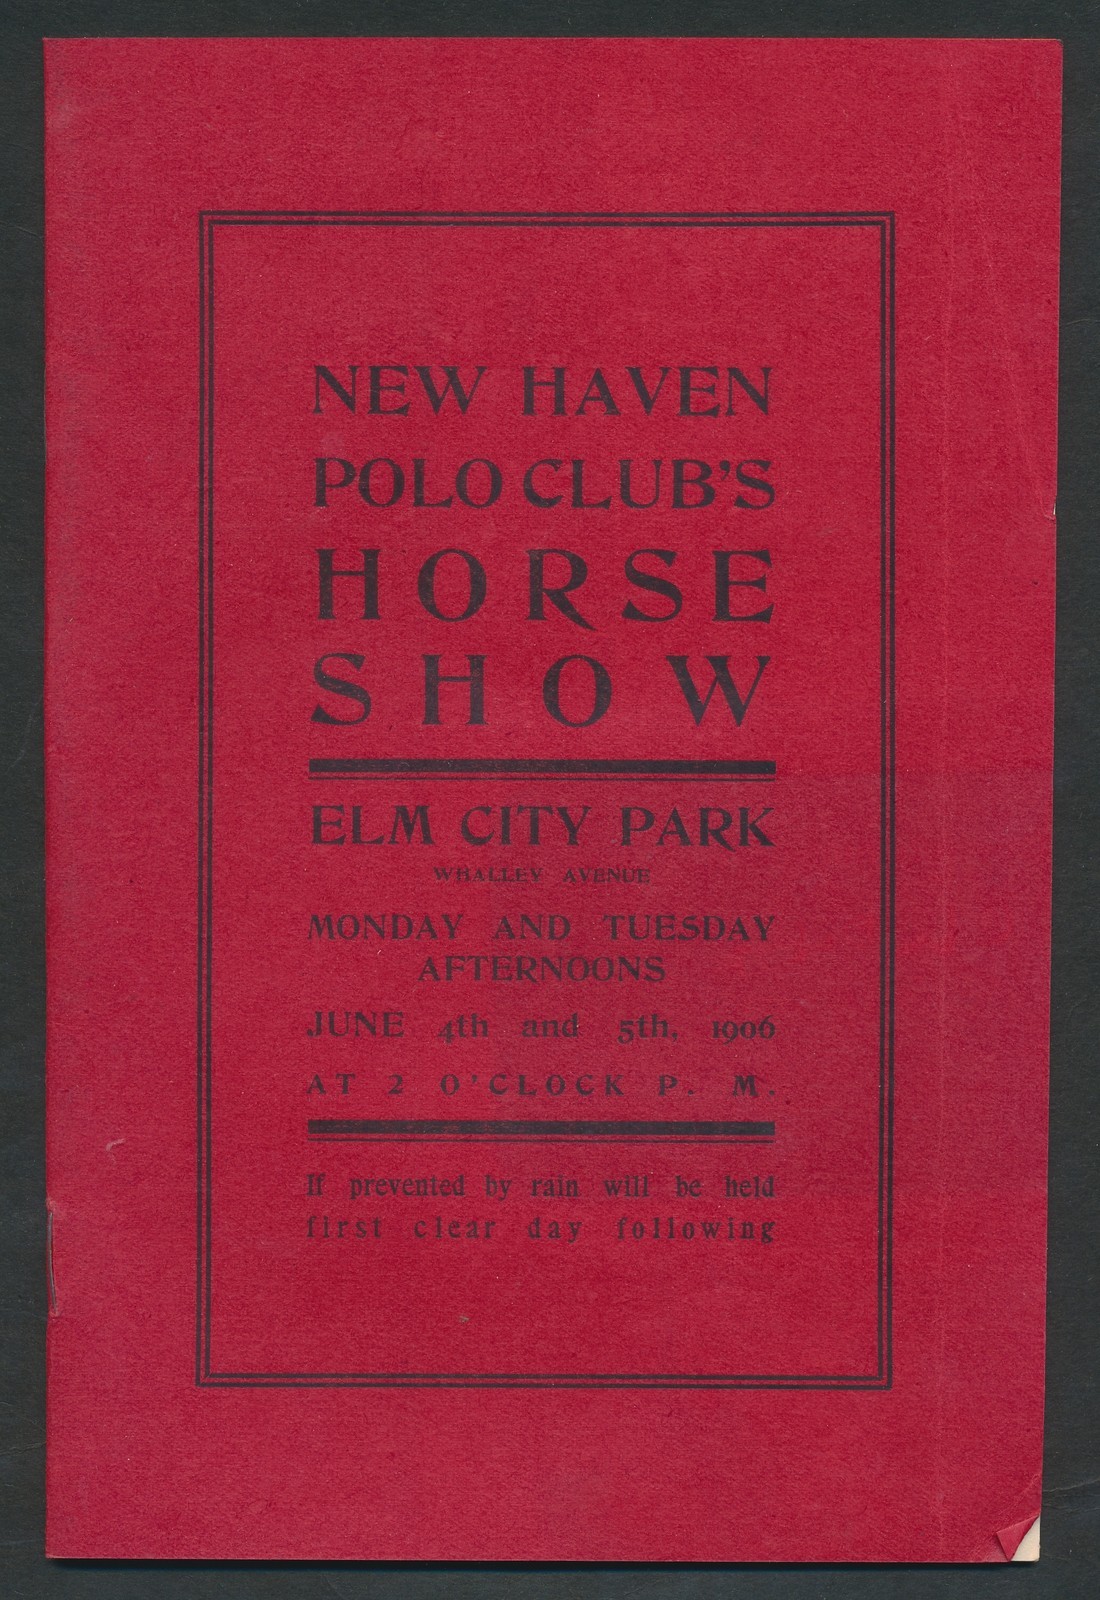 NEW HAVEN
POLO CLUB'S
HORSE
SHOW
ELM CITY PARK
WHALLEY AVENUE
MONDAY AND TUESDAY
AFTERNOONS
JUNE 4th and 5th, 1906
AT 2 O'CLOCK P. M.
If prevented by rain will be held
first clear day following